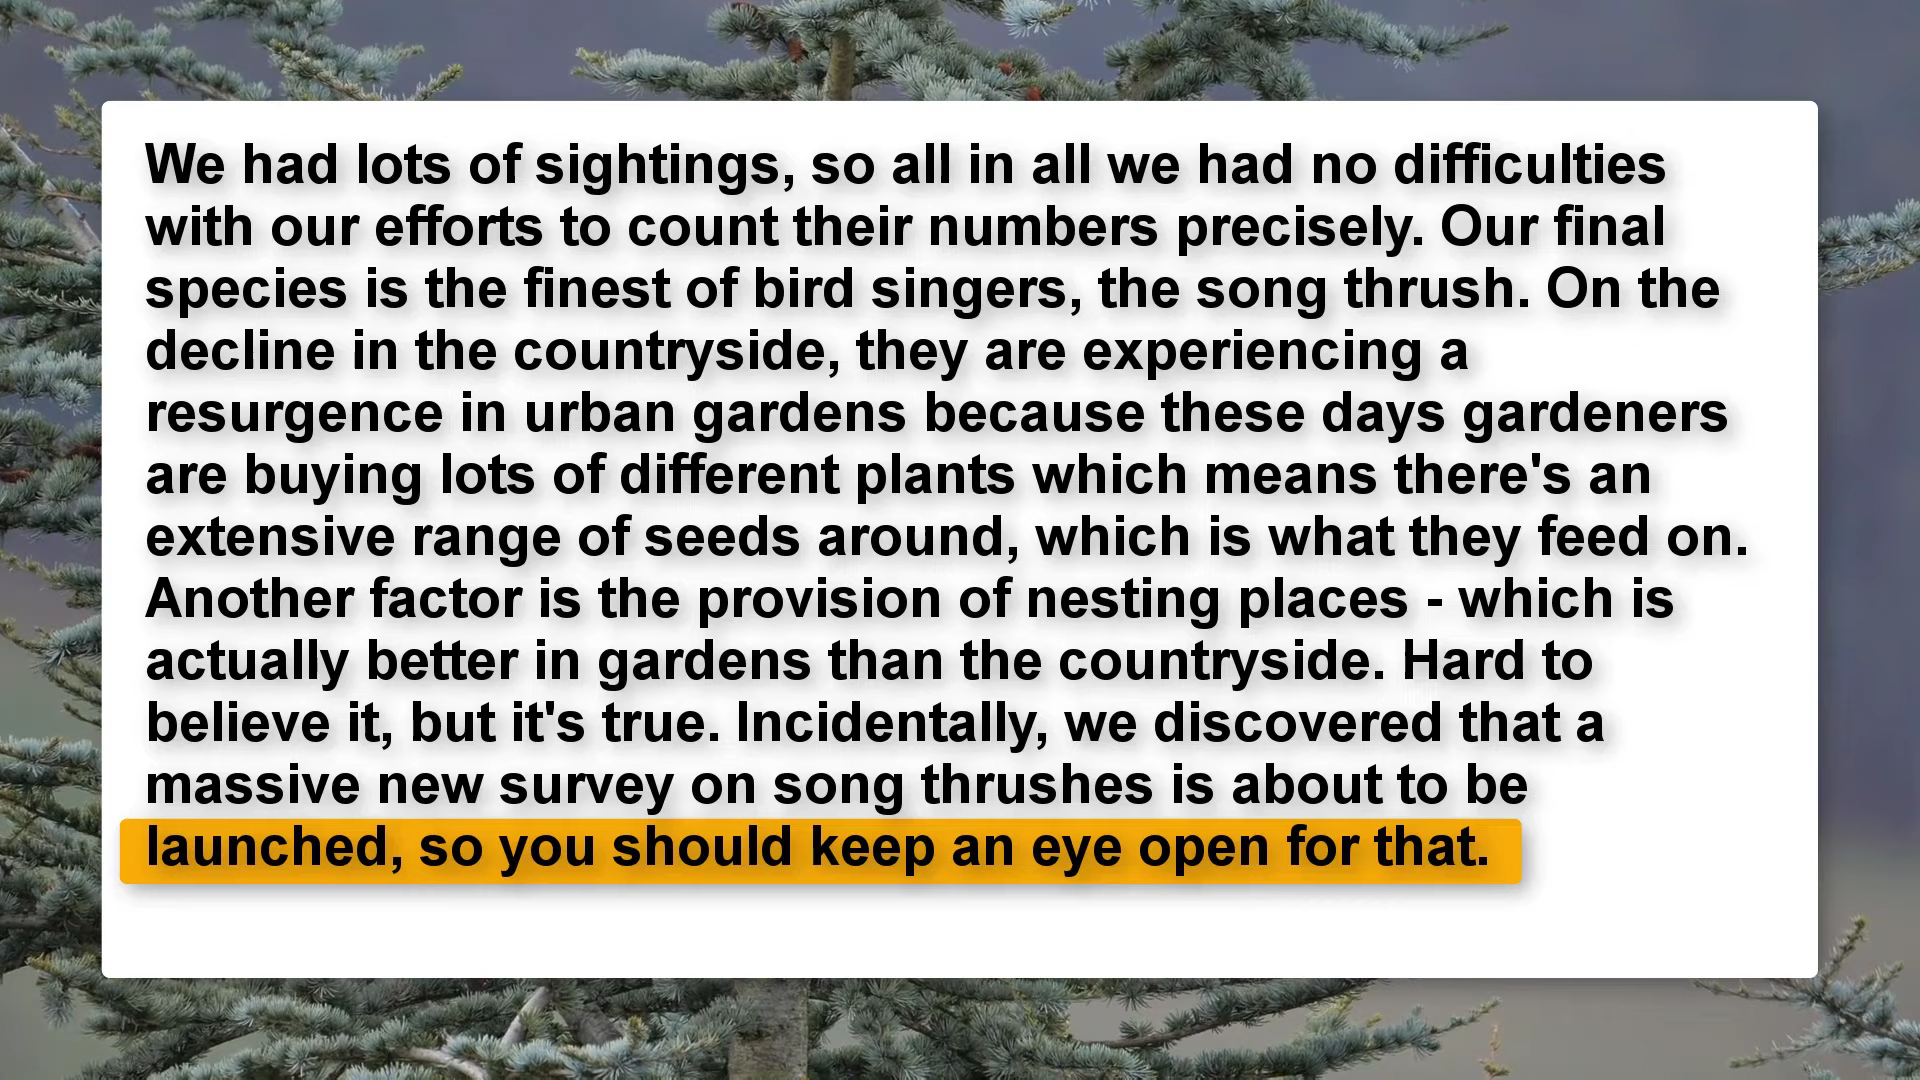 We had lots of sightings, so all in all we had no difficulties
with our efforts to count their numbers precisely. Our final
species is the finest of bird singers, the song thrush. On the
decline in the countryside, they are experiencing a
resurgence in urban gardens because these days gardeners
are buying lots of different plants which means there's an
extensive range of seeds around, which is what they feed on.
Another factor is the provision of nesting places - which is
actually better in gardens than the countryside. Hard to
believe it, but it's true. Incidentally, we discovered that a
massive new survey on song thrushes is about to be
launched, so you should keep an eye open for that.